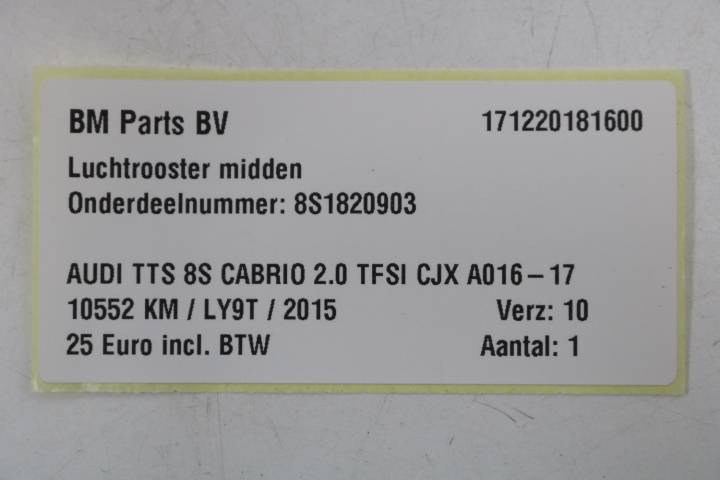 BM Parts BV 171220181600
Luchtrooster midden
Onderdeelnummer: 8S1820903
AUDI TTS 8S CABRIO 2.0 TFSI CJX A016-17
10552 KM / LY9T / 2015 Verz: 10
25 Euro incl. BTW Aantal: 1